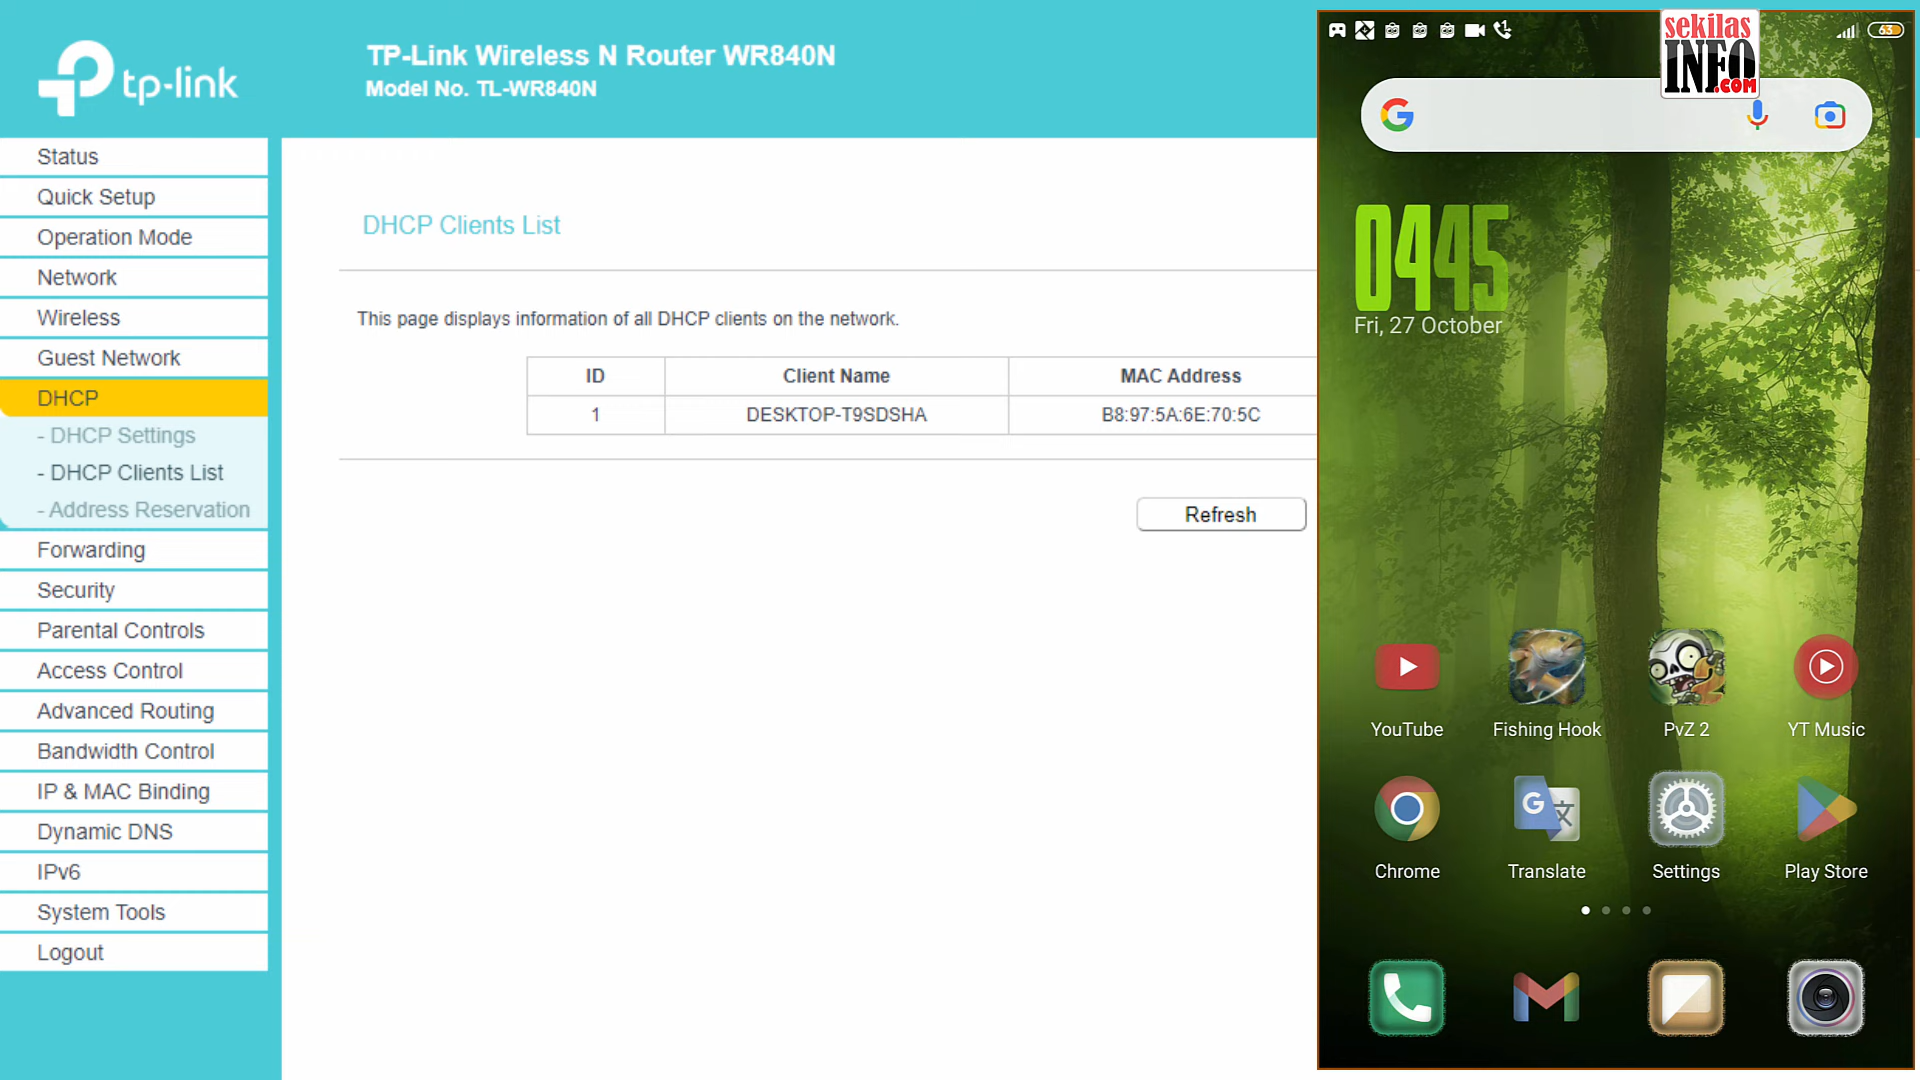 tp-link
TP-Link Wireless N Router WR840N
Model No. TL-WR840N
Status
Quick Setup
Operation Mode
Network
Wireless
Guest Network
DHCP
- DHCP Settings
- DHCP Clients List
- Address Reservation
Forwarding
Security
Parental Controls
Access Control
Advanced Routing
Bandwidth Control
IP & MAC Binding
Dynamic DNS
IPv6
System Tools
Logout
DHCP Clients List
This page displays information of all DHCP clients on the network.
ID Client Name MAC Address
1 DESKTOP-T9SDSHA B8:97:5A:6E:70:5C
Refresh
63
sekilas
INFO
.COM
0445
Fri, 27 October
YouTube Fishing Hook PvZ 2 YT Music
Chrome Translate Settings Play Store